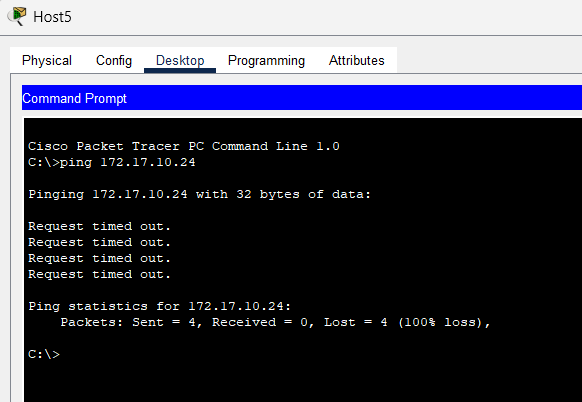 Host5
Physical Config Desktop Programming Attributes
Command Prompt
Cisco Packet Tracer PC Command Line 1.0
C:\>ping 172.17.10.24
Pinging 172.17.10.24 with 32 bytes of data:
Request timed out.
Request timed out.
Request timed out.
Request timed out.
Ping statistics for 172.17.10.24:
    Packets: Sent = 4, Received = 0, Lost = 4 (100% loss),
C:\>